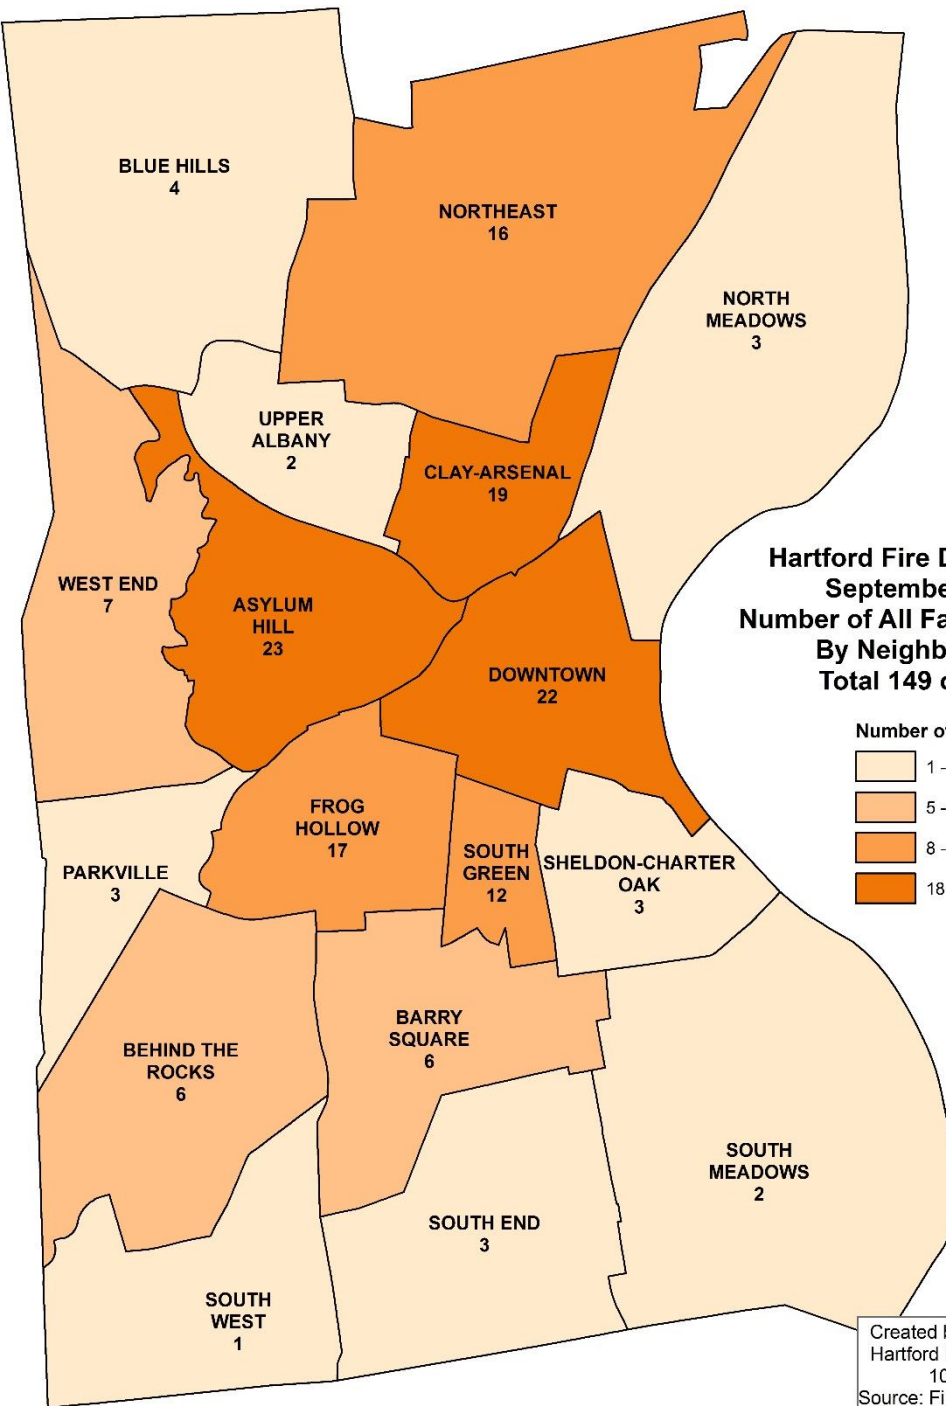 BLUE HILLS
4
NORTHEAST
16
NORTH
MEADOWS
3
UPPER
ALBANY
2
CLAY-ARSENAL
19
WEST END
7
ASYLUM
HILL
23
DOWNTOWN
22
Hartford Fire
September
Number of All
By
Total 149
Number of
1 -
5 -
8 -
18
FROG
HOLLOW
17
SOUTH
GREEN
12
SHELDON-CHARTER
OAK
3
PARKVILLE
3
BARRY
SQUARE
6
BEHIND THE
ROCKS
6
SOUTH
MEADOWS
2
SOUTH END
3
SOUTH
WEST
1
Created
Hartford
10
Source: